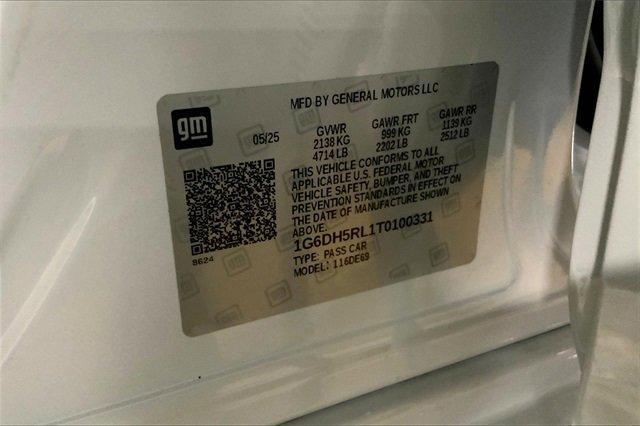 MFD BY GENERAL MOTORS LLC
gm
05/25
GVWR GAWR FRT GAWR RR
2138 KG 999 KG 1139 KG
4714 LB 2202 LB 2512 LB
THIS VEHICLE CONFORMS TO ALL
APPLICABLE U.S. FEDERAL MOTOR
VEHICLE SAFETY, BUMPER, AND THEFT
PREVENTION STANDARDS IN EFFECT ON
THE DATE OF MANUFACTURE SHOWN
ABOVE.
1G6DH5RL1T0100331
TYPE: PASS CAR
MODEL: 116DE69
8624